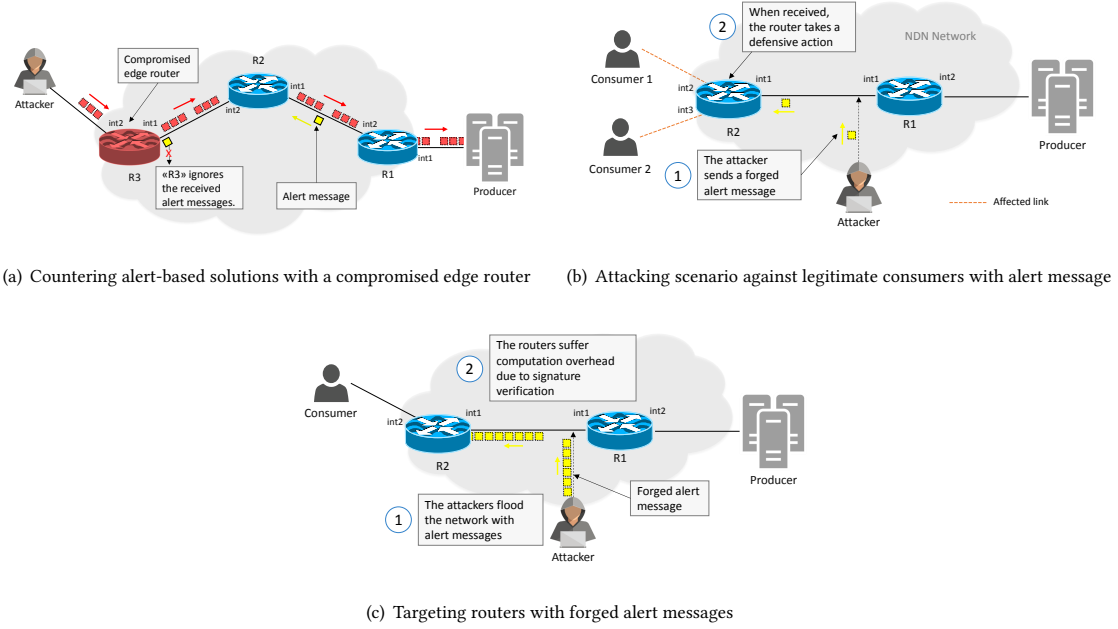 Attacker
Compromised
edge router
R2
int1
int2
int2
int1
R3
«R3» ignores
the received
alert messages.
X
Alert message
int2
int1
R1
Producer
(a) Countering alert-based solutions with a compromised edge router
2
When received,
the router takes a
defensive action
NDN Network
Consumer 1
int2
int1
int3
R2
Consumer 2
int1
int2
R1
Producer
1
The attacker
sends a forged
alert message
Attacker
Affected link
(b) Attacking scenario against legitimate consumers with alert message
2
The routers suffer
computation overhead
due to signature
verification
Consumer
int2
int1
R2
int1
int2
R1
Producer
1
The attackers flood
the network with
alert messages
Forged alert
message
Attacker
(c) Targeting routers with forged alert messages